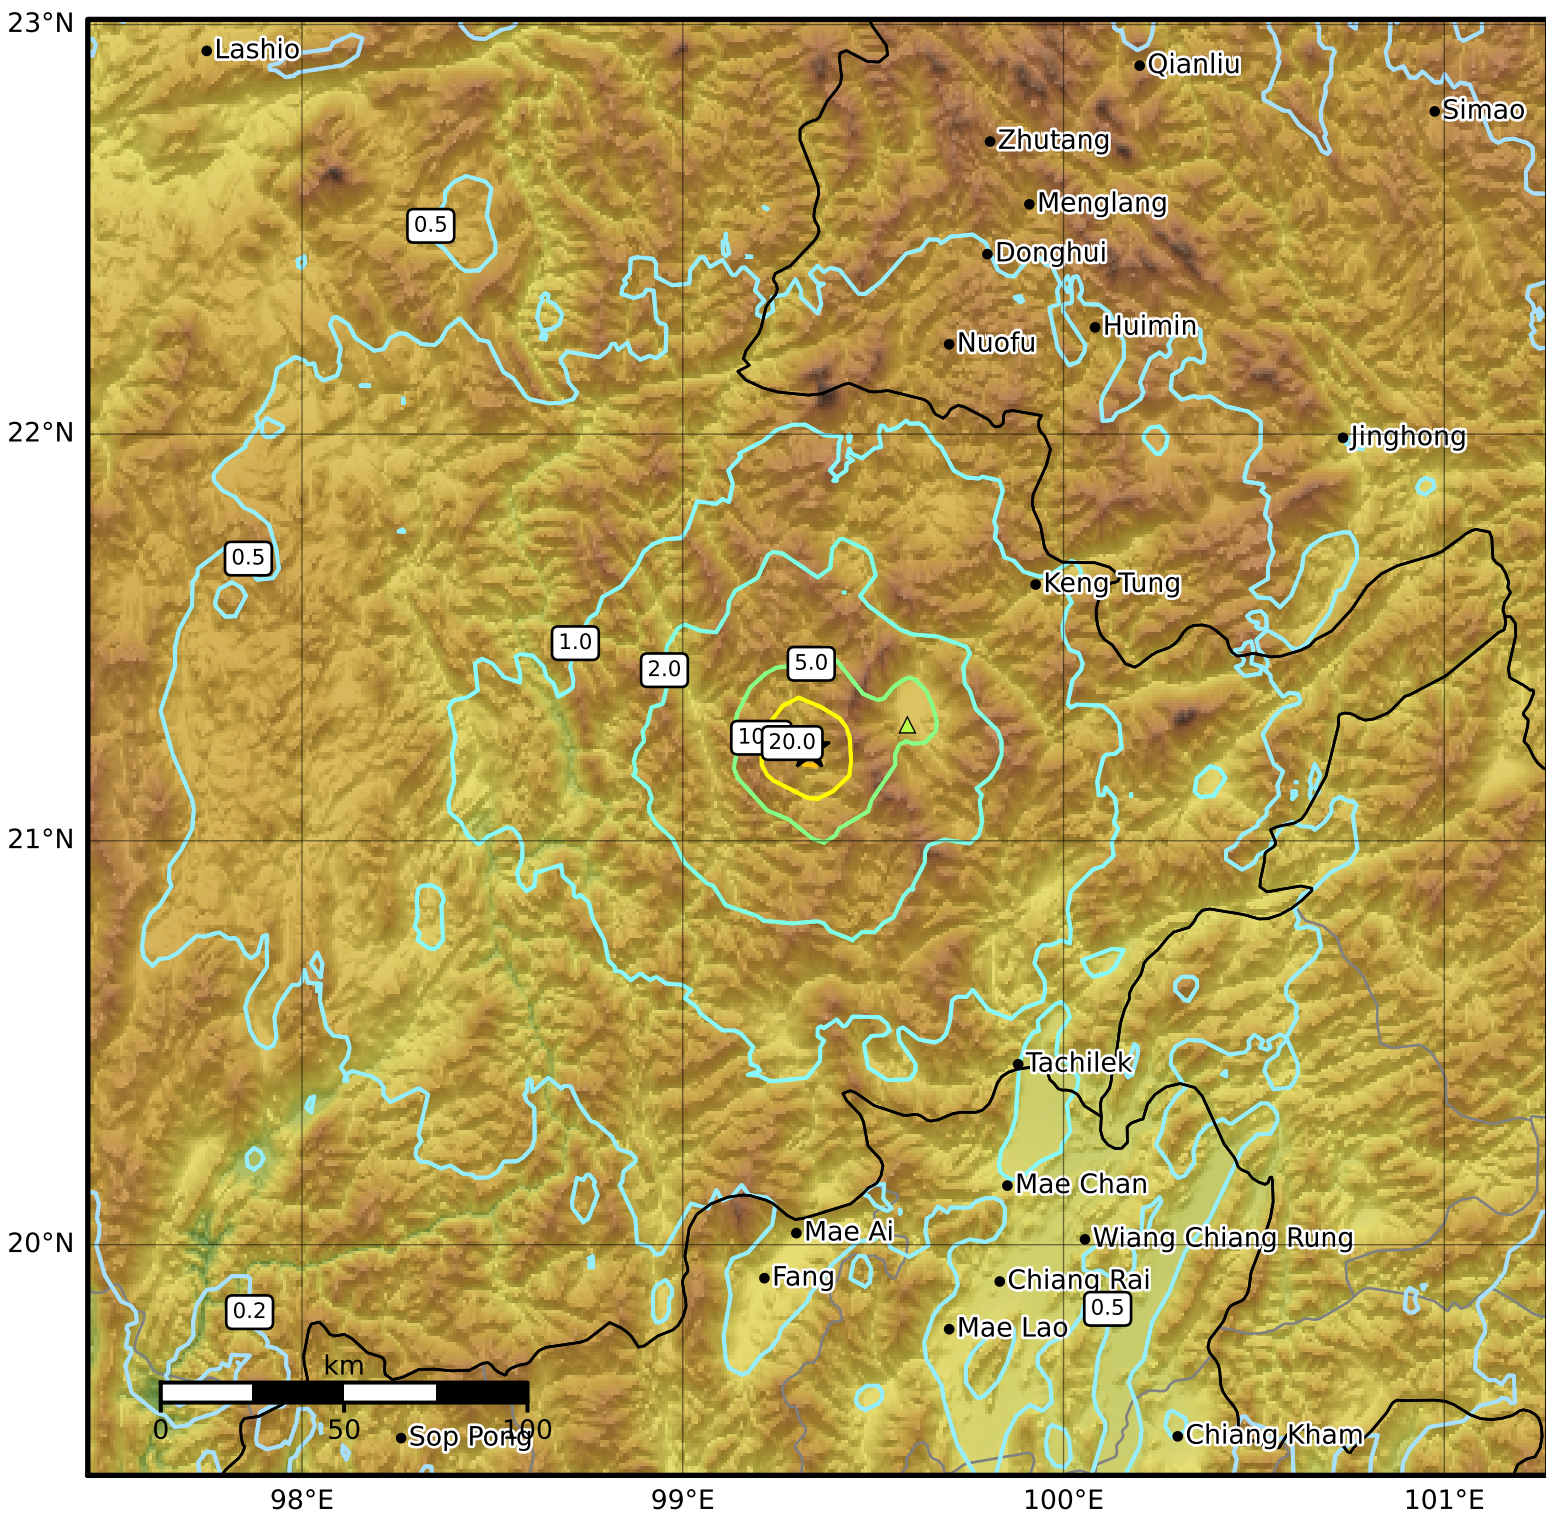 23°N
Lashio
Qianliu
Simao
Zhutang
Menglang
0.5
Donghui
Huimin
Nuofu
22°N
Jinghong
0.5
Keng Tung
1.0
2.0
5.0
10
20.0
21°N
Tachilek
Mae Chan
20°N
Mae Ai
Wiang Chiang Rung
Fang
Chiang Rai
0.2
0.5
Mae Lao
km
0 50 100
Sop Pong
Chiang Kham
98°E 99°E 100°E 101°E